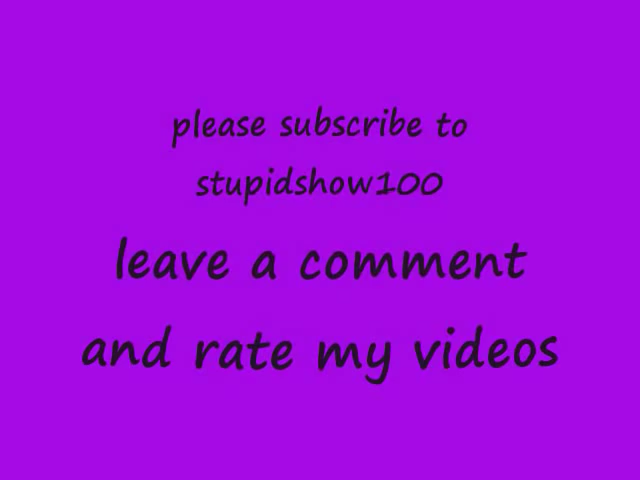 please subscribe to
stupidshow100
leave a comment
and rate my videos